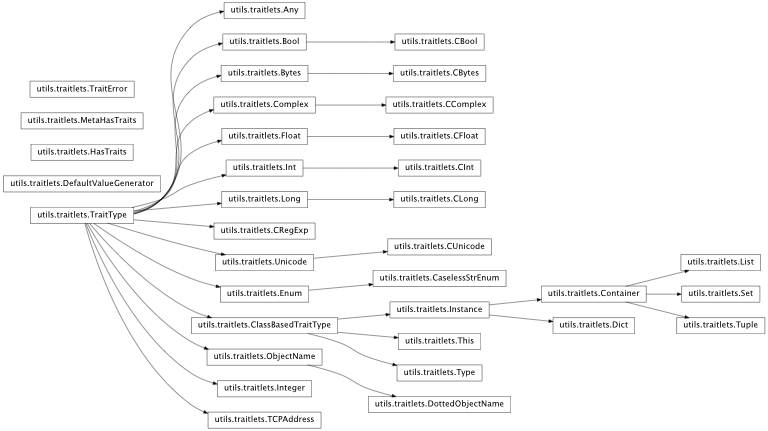 utils.traitlets.Any
utils.traitlets.Bool
utils.traitlets.CBool
utils.traitlets.Bytes
utils.traitlets.CBytes
utils.traitlets.TraitError
utils.traitlets.Complex
utils.traitlets.CComplex
utils.traitlets.MetaHasTraits
utils.traitlets.Float
utils.traitlets.CFloat
utils.traitlets.HasTraits
utils.traitlets.Int
utils.traitlets.CInt
utils.traitlets.DefaultValueGenerator
utils.traitlets.Long
utils.traitlets.CLong
utils.traitlets.TraitType
utils.traitlets.CRegExp
utils.traitlets.CUnicode
utils.traitlets.Unicode
utils.traitlets.List
utils.traitlets.CaselessStrEnum
utils.traitlets.Enum
utils.traitlets.Container
utils.traitlets.Set
utils.traitlets.Instance
utils.traitlets.ClassBasedTraitType
utils.traitlets.Dict
utils.traitlets.Tuple
utils.traitlets.This
utils.traitlets.ObjectName
utils.traitlets.Type
utils.traitlets.Integer
utils.traitlets.DottedObjectName
utils.traitlets.TCPAddress